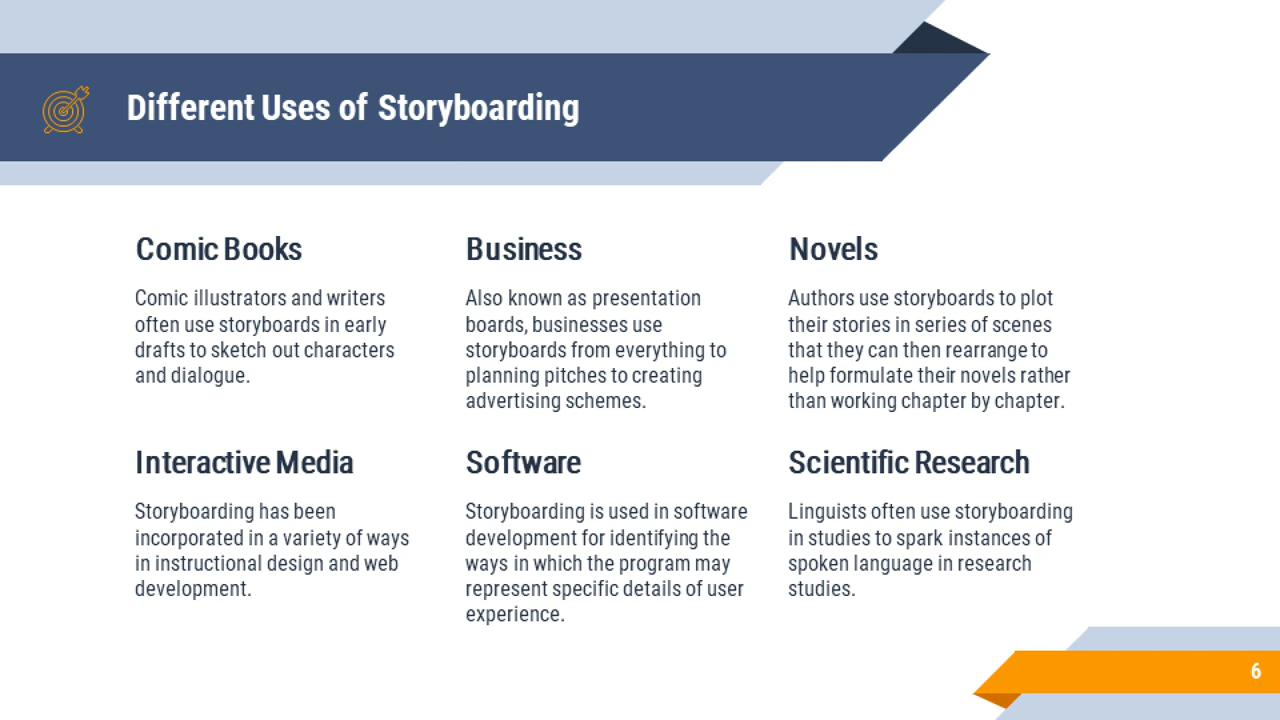 Different Uses of Storyboarding
Comic Books
Comic illustrators and writers
often use storyboards in early
drafts to sketch out characters
and dialogue.
Business
Also known as presentation
boards, businesses use
storyboards from everything to
planning pitches to creating
advertising schemes.
Novels
Authors use storyboards to plot
their stories in series of scenes
that they can then rearrange to
help formulate their novels rather
than working chapter by chapter.
Interactive Media
Storyboarding has been
incorporated in a variety of ways
in instructional design and web
development.
Software
Storyboarding is used in software
development for identifying the
ways in which the program may
represent specific details of user
experience.
Scientific Research
Linguists often use storyboarding
in studies to spark instances of
spoken language in research
studies.
6